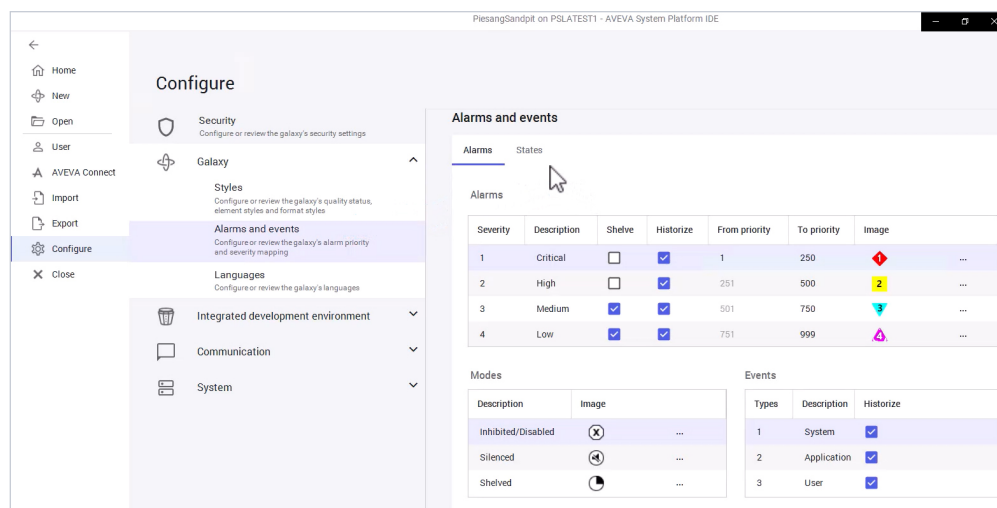 PiesangSandpit on PSLATEST1 - AVEVA System Platform IDE
Home
New
Open
User
AVEVA Connect
Import
Export
Configure
Close
Configure
Security
Configure or review the galaxy's security settings
Galaxy
Styles
Configure or review the galaxy's quality status,
element styles and format styles
Alarms and events
Configure or review the galaxy's alarm priority
and severity mapping
Languages
Configure or review the galaxy's languages
Integrated development environment
Communication
System
Alarms and events
Alarms States
Alarms
Severity Description Shelve Historize From priority To priority Image
1 Critical 1 250 1 ...
2 High 251 500 2
3 Medium 501 750 3 ...
4 Low 751 999 4 ...
Modes
Description Image
Inhibited/Disabled X ...
Silenced ...
Shelved ...
Events
Types Description Historize
1 System
2 Application
3 User